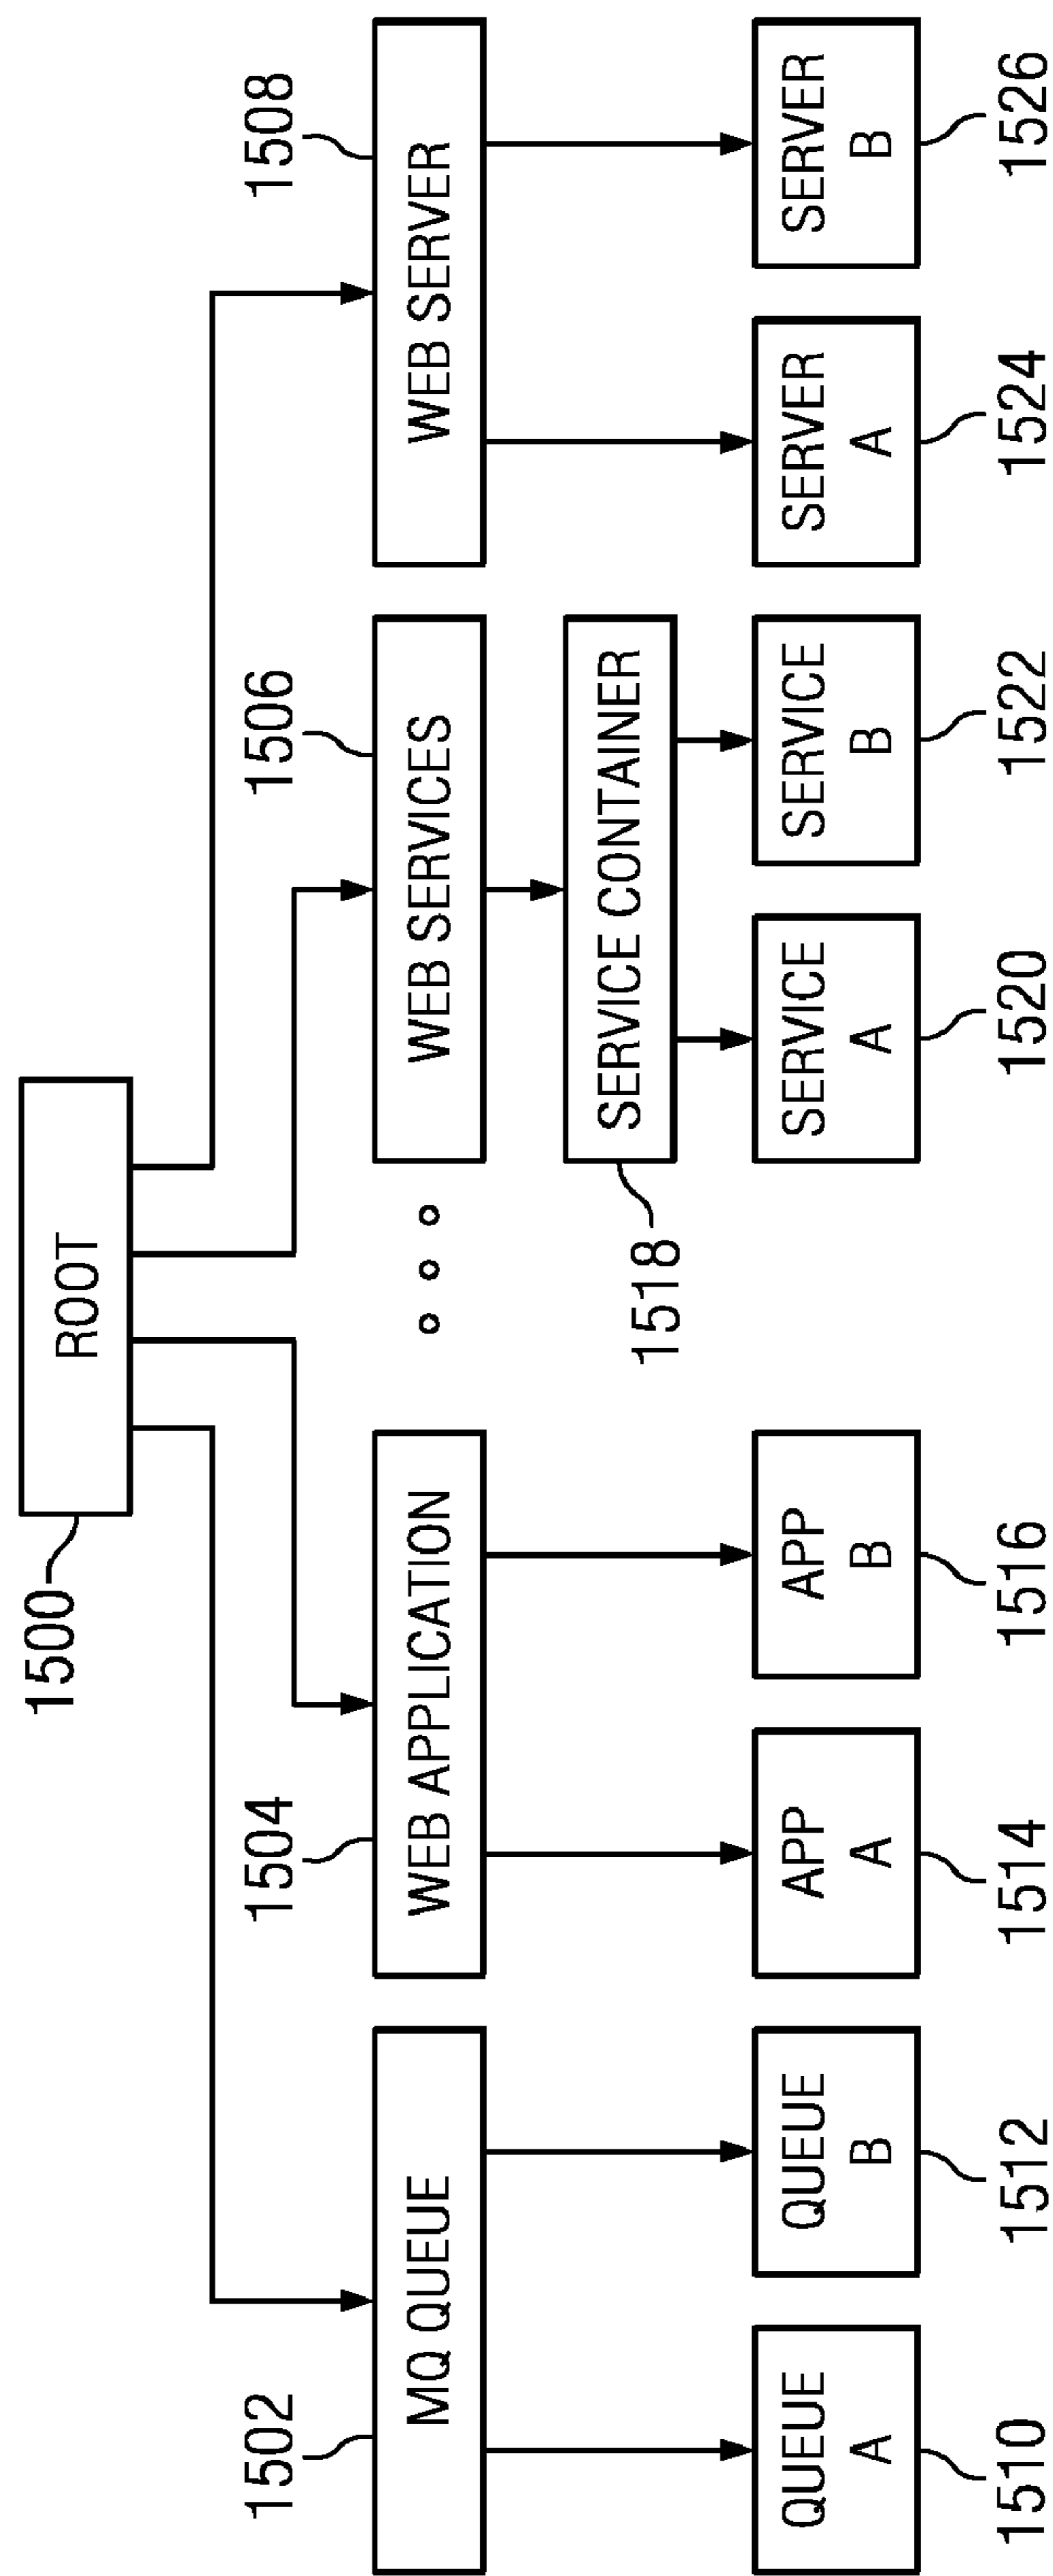 ROOT
1500
1502
1504
1506
1508
MQ QUEUE
WEB APPLICATION
WEB SERVICES
WEB SERVER
SERVICE CONTAINER
1518
QUEUE
A
QUEUE
B
APP
A
APP
B
SERVICE
A
SERVICE
B
SERVER
A
SERVER
B
1510
1512
1514
1516
1520
1522
1524
1526